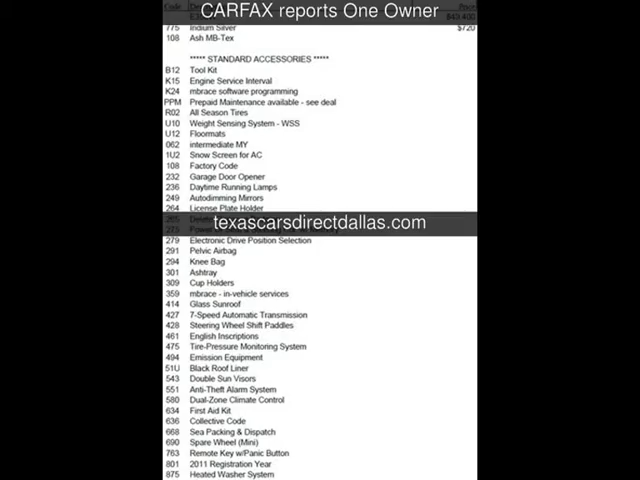 CARFAX reports One Owner
775 Indium Silver $720
108 Ash MB-Tex
***** STANDARD ACCESSORIES *****
B12 Tool Kit
K15 Engine Service Interval
K24 mbrace software programming
PPM Prepaid Maintenance available - see deal
R02 All Season Tires
U10 Weight Sensing System - WSS
U12 Floormats
062 intermediate MY
1U2 Snow Screen for AC
108 Factory Code
232 Garage Door Opener
236 Daytime Running Lamps
249 Autodimming Mirrors
264 License Plate Holder
texascarsdirectdallas.com
279 Electronic Drive Position Selection
291 Pelvic Airbag
294 Knee Bag
301 Ashtray
309 Cup Holders
359 mbrace - in-vehicle services
414 Glass Sunroof
427 7-Speed Automatic Transmission
428 Steering Wheel Shift Paddles
461 English Inscriptions
475 Tire-Pressure Monitoring System
494 Emission Equipment
51U Black Roof Liner
543 Double Sun Visors
551 Anti-Theft Alarm System
580 Dual-Zone Climate Control
634 First Aid Kit
636 Collective Code
668 Sea Packing & Dispatch
690 Spare Wheel (Mini)
763 Remote Key w/Panic Button
801 2011 Registration Year
875 Heated Washer System